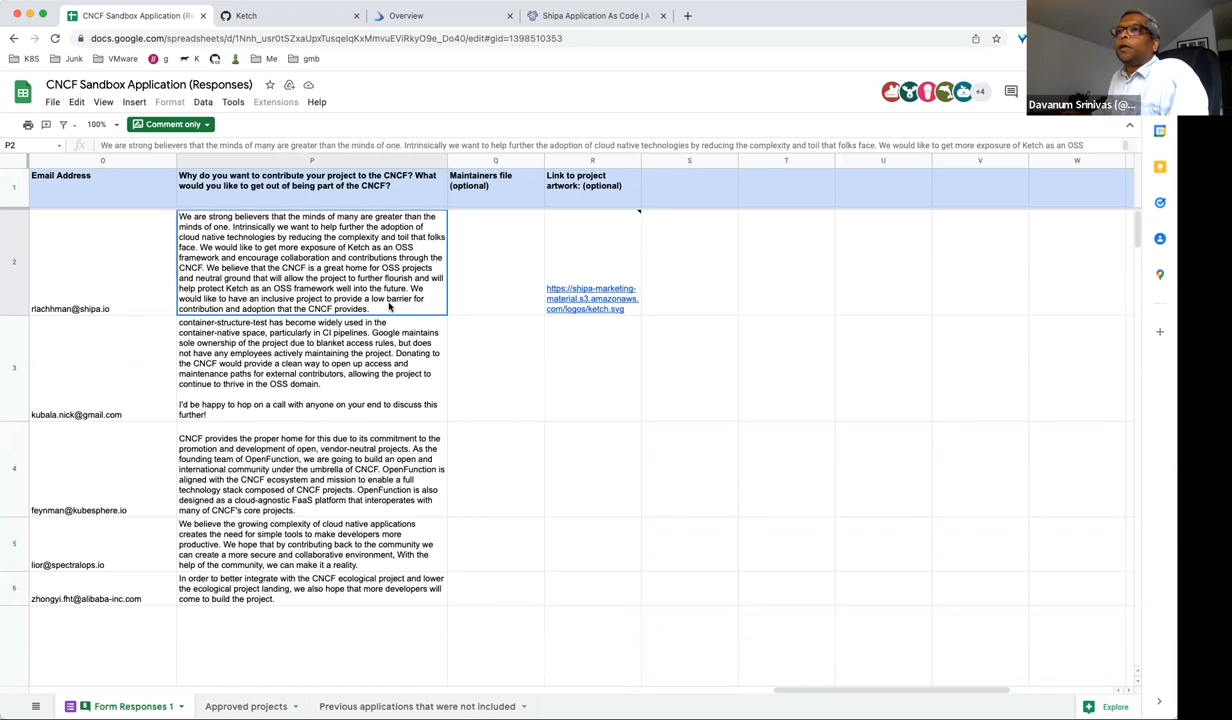 CNCF Sandbox Application (Res
Ketch
Overview
Shipa Application As Code | A
docs.google.com/spreadsheets/d/1Nnh_usr0tSZxaUpxTusqeIqKxMmvuEViRkyO9e_Do40/edit#gid=1398510353
K8S
Junk
VMware
g
K
Me
gmb
CNCF Sandbox Application (Responses)
File Edit View Insert Format Data Tools Extensions Help
+4
Davanum Srinivas (@...
100%
Comment only
P2
fx
We are strong believers that the minds of many are greater than the minds of one. Intrinsically we want to help further the adoption of cloud native technologies by reducing the complexity and toil that folks face. We would like to get more exposure of Ketch as an OSS
O P Q R S T U V W
1
Email Address
Why do you want to contribute your project to the CNCF? What
would you like to get out of being part of the CNCF?
Maintainers file
(optional)
Link to project
artwork: (optional)
2
rlachhman@shipa.io
We are strong believers that the minds of many are greater than the
minds of one. Intrinsically we want to help further the adoption of
cloud native technologies by reducing the complexity and toil that folks
face. We would like to get more exposure of Ketch as an OSS
framework and encourage collaboration and contributions through the
CNCF. We believe that the CNCF is a great home for OSS projects
and neutral ground that will allow the project to further flourish and will
help protect Ketch as an OSS framework well into the future. We
would like to have an inclusive project to provide a low barrier for
contribution and adoption that the CNCF provides.
https://shipa-marketing-
material.s3.amazonaws.
com/logos/ketch.svg
3
kubala.nick@gmail.com
container-structure-test has become widely used in the
container-native space, particularly in CI pipelines. Google maintains
sole ownership of the project due to blanket access rules, but does
not have any employees actively maintaining the project. Donating to
the CNCF would provide a clean way to open up access and
maintenance paths for external contributors, allowing the project to
continue to thrive in the OSS domain.
I'd be happy to hop on a call with anyone on your end to discuss this
further!
4
feynman@kubesphere.io
CNCF provides the proper home for this due to its commitment to the
promotion and development of open, vendor-neutral projects. As the
founding team of OpenFunction, we are going to build an open and
international community under the umbrella of CNCF. OpenFunction is
aligned with the CNCF ecosystem and mission to enable a full
technology stack composed of CNCF projects. OpenFunction is also
designed as a cloud-agnostic FaaS platform that interoperates with
many of CNCF's core projects.
5
lior@spectralops.io
We believe the growing complexity of cloud native applications
creates the need for simple tools to make developers more
productive. We hope that by contributing back to the community we
can create a more secure and collaborative environment, With the
help of the community, we can make it a reality.
6
zhongyi.fht@alibaba-inc.com
In order to better integrate with the CNCF ecological project and lower
the ecological project landing, we also hope that more developers will
come to build the project.
Form Responses 1
Approved projects
Previous applications that were not included
Explore